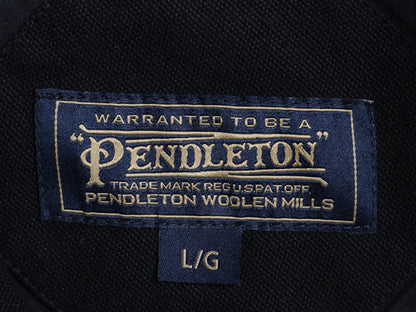 WARRANTED TO BE A
"PENDLETON"
TRADE MARK REG U.S. PAT. OFF.
PENDLETON WOOLEN MILLS
L/G